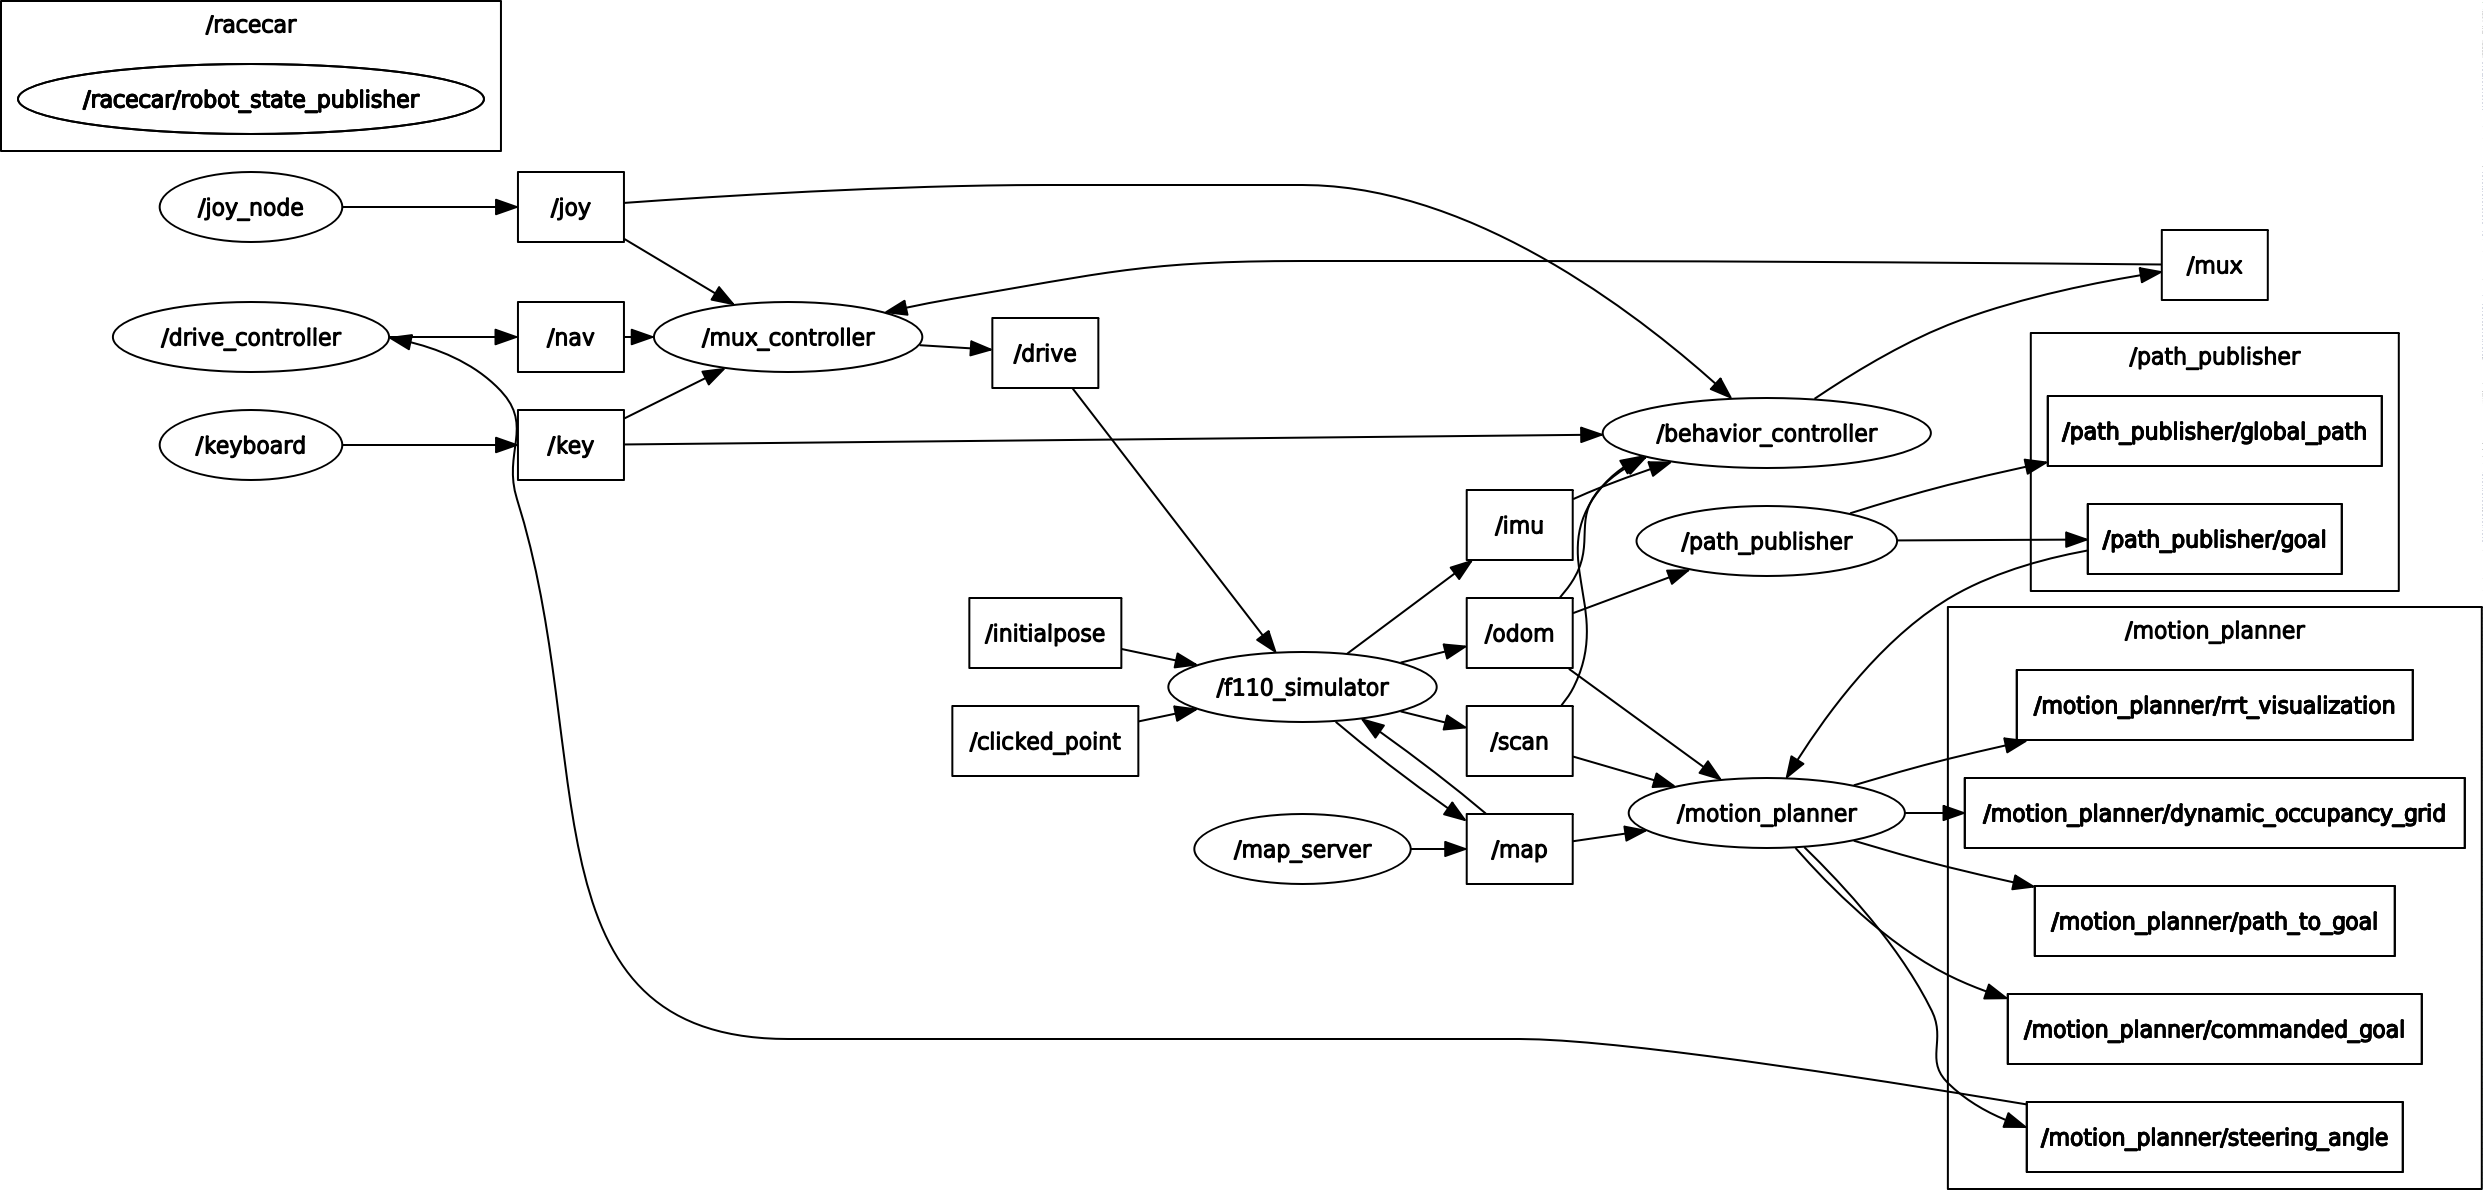 /racecar
/racecar/robot_state_publisher
/joy_node
/joy
/mux
/drive_controller
/nav
/mux_controller
/drive
/path_publisher
/keyboard
/key
/behavior_controller
/path_publisher/global_path
/imu
/path_publisher
/path_publisher/goal
/initialpose
/odom
/motion_planner
/f110_simulator
/motion_planner/rrt_visualization
/clicked_point
/scan
/motion_planner
/motion_planner/dynamic_occupancy_grid
/map_server
/map
/motion_planner/path_to_goal
/motion_planner/commanded_goal
/motion_planner/steering_angle